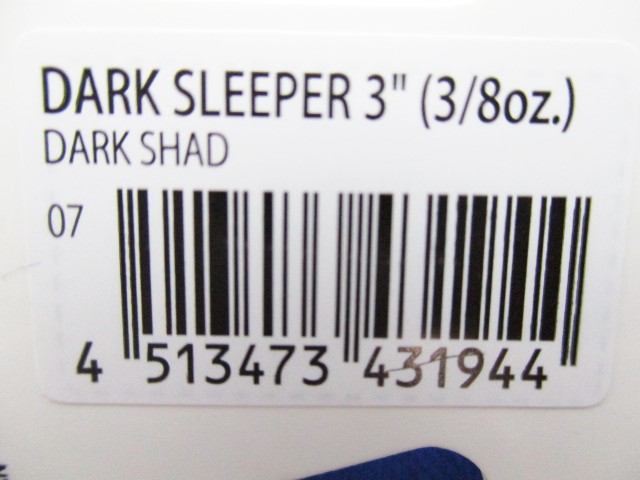 DARK SLEEPER 3" (3/8oz.)
DARK SHAD
07
4 513473 431944